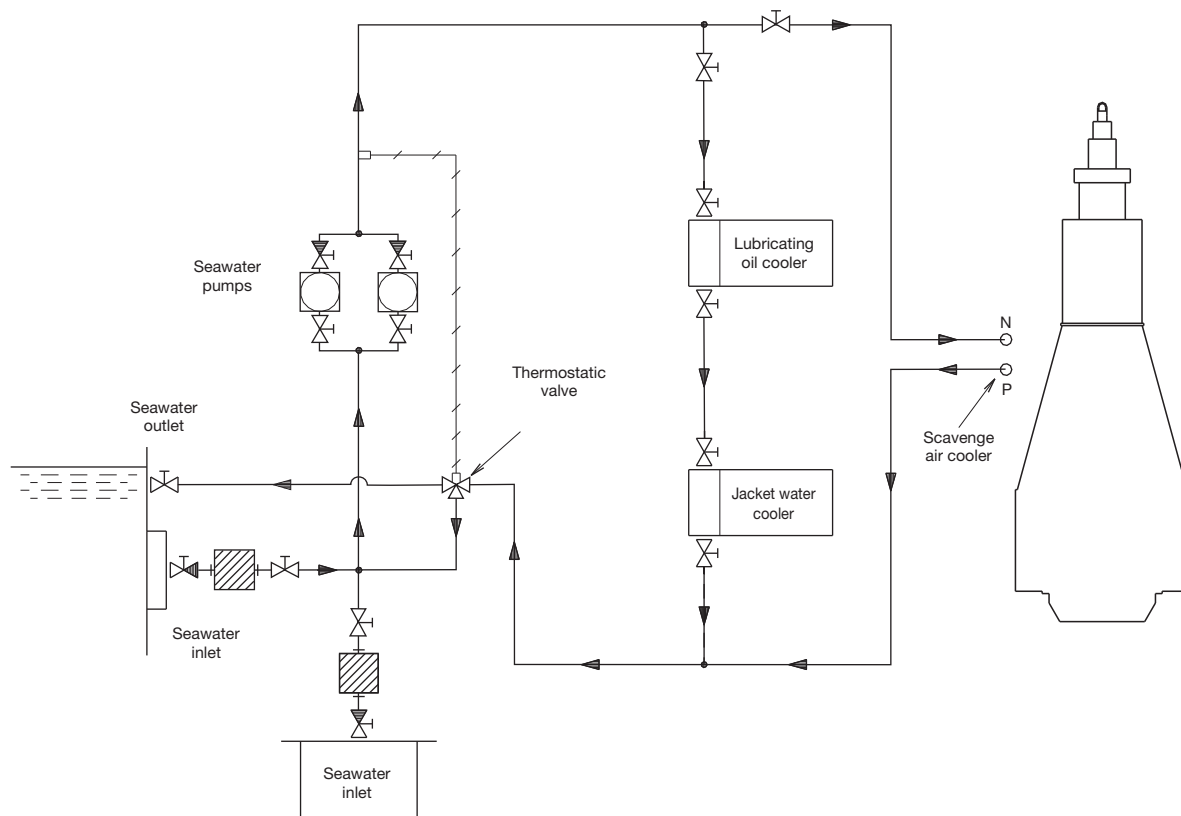 Lubricating
oil cooler
Seawater
pumps
N
P
Thermostatic
valve
Seawater
outlet
Scavenge
air cooler
Jacket water
cooler
Seawater
inlet
Seawater
inlet